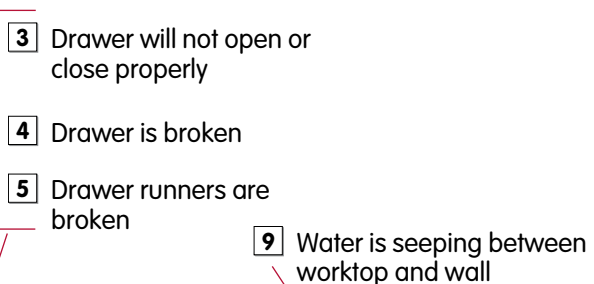 3 Drawer will not open or
close properly
4 Drawer is broken
5 Drawer runners are
broken
9 Water is seeping between
worktop and wall